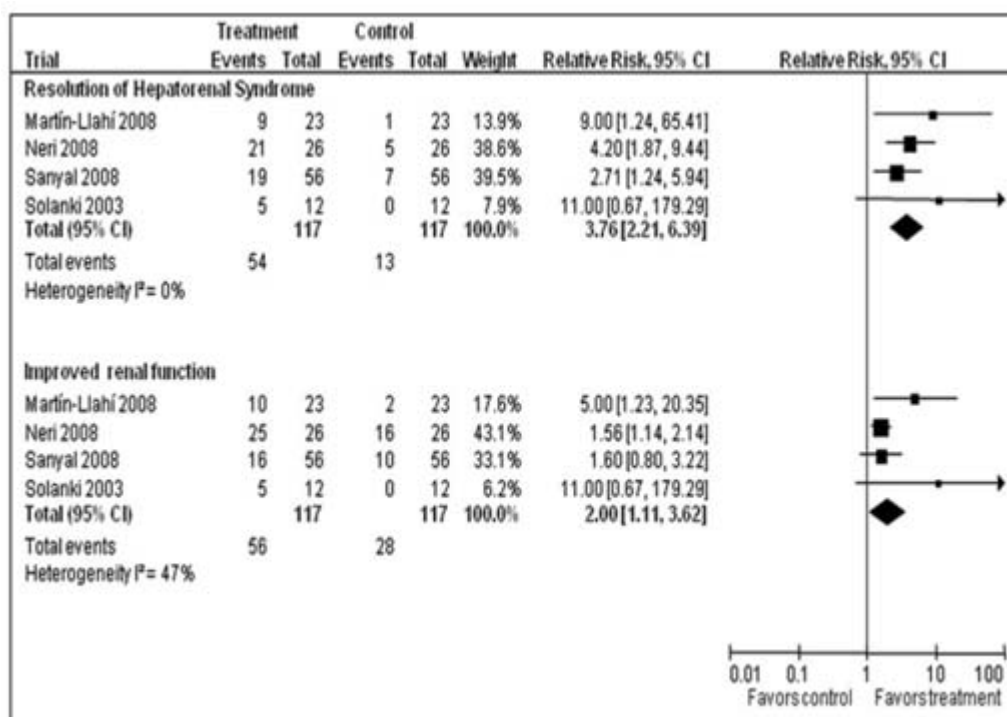 Treatment Control
Trial Events Total Events Total Weight Relative Risk, 95% CI Relative Risk, 95% CI
Resolution of Hepatorenal Syndrome
Martín-Llahí 2008 9 23 1 23 13.9% 9.00 [1.24, 65.41]
Neri 2008 21 26 5 26 38.6% 4.20 [1.87, 9.44]
Sanyal 2008 19 56 7 56 39.5% 2.71 [1.24, 5.94]
Solanki 2003 5 12 0 12 7.9% 11.00 [0.67, 179.29]
Total (95% CI) 117 117 100.0% 3.76 [2.21, 6.39]
Total events 54 13
Heterogeneity I² = 0%
Improved renal function
Martín-Llahí 2008 10 23 2 23 17.6% 5.00 [1.23, 20.35]
Neri 2008 25 26 16 26 43.1% 1.56 [1.14, 2.14]
Sanyal 2008 16 56 10 56 33.1% 1.60 [0.80, 3.22]
Solanki 2003 5 12 0 12 6.2% 11.00 [0.67, 179.29]
Total (95% CI) 117 117 100.0% 2.00 [1.11, 3.62]
Total events 56 28
Heterogeneity I² = 47%
0.01 0.1 1 10 100
Favors control Favors treatment